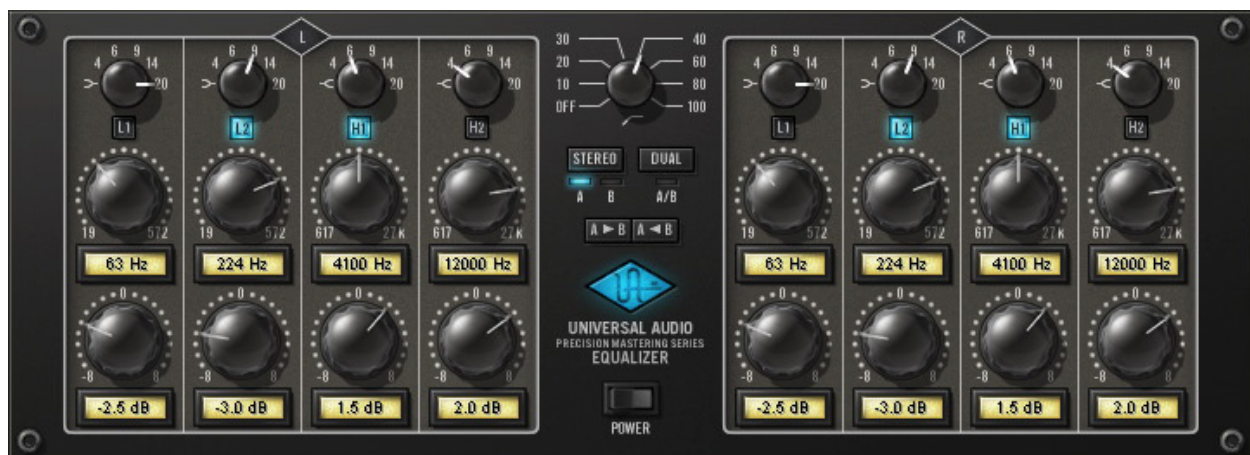 L
R
6 9
4 14
20
6 9
4 14
20
6 9
4 14
20
6 9
4 14
20
30 40
20 60
10 80
OFF 100
6 9
4 14
20
6 9
4 14
20
6 9
4 14
20
6 9
4 14
20
L1 L2 H1 H2
L1 L2 H1 H2
STEREO DUAL
A B A/B
A ► B A ◄ B
19 572 19 572 617 27k 617 27k
19 572 19 572 617 27k 617 27k
63 Hz 224 Hz 4100 Hz 12000 Hz
63 Hz 224 Hz 4100 Hz 12000 Hz
0 0 0 0
0 0 0 0
UNIVERSAL AUDIO
PRECISION MASTERING SERIES
EQUALIZER
-8 8 -8 8 -8 8 -8 8
-8 8 -8 8 -8 8 -8 8
-2.5 dB -3.0 dB 1.5 dB 2.0 dB
-2.5 dB -3.0 dB 1.5 dB 2.0 dB
POWER